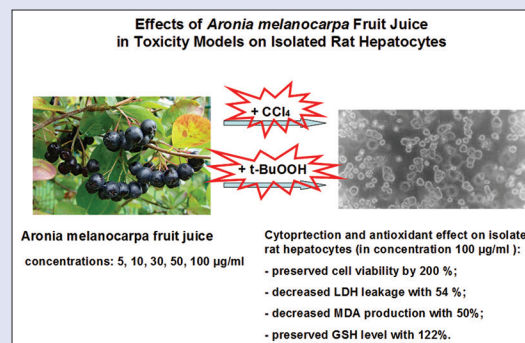 Effects of Aronia melanocarpa Fruit Juice
in Toxicity Models on Isolated Rat Hepatocytes
+ CCl₄
+ t-BuOOH
Aronia melanocarpa fruit juice
concentrations: 5, 10, 30, 50, 100 µg/ml
Cytoprtection and antioxidant effect on isolate
rat hepatocytes (in concentration 100 µg/ml ):
- preserved cell viability by 200 %;
- decreased LDH leakage with 54 %;
- decreased MDA production with 50%;
- preserved GSH level with 122%.